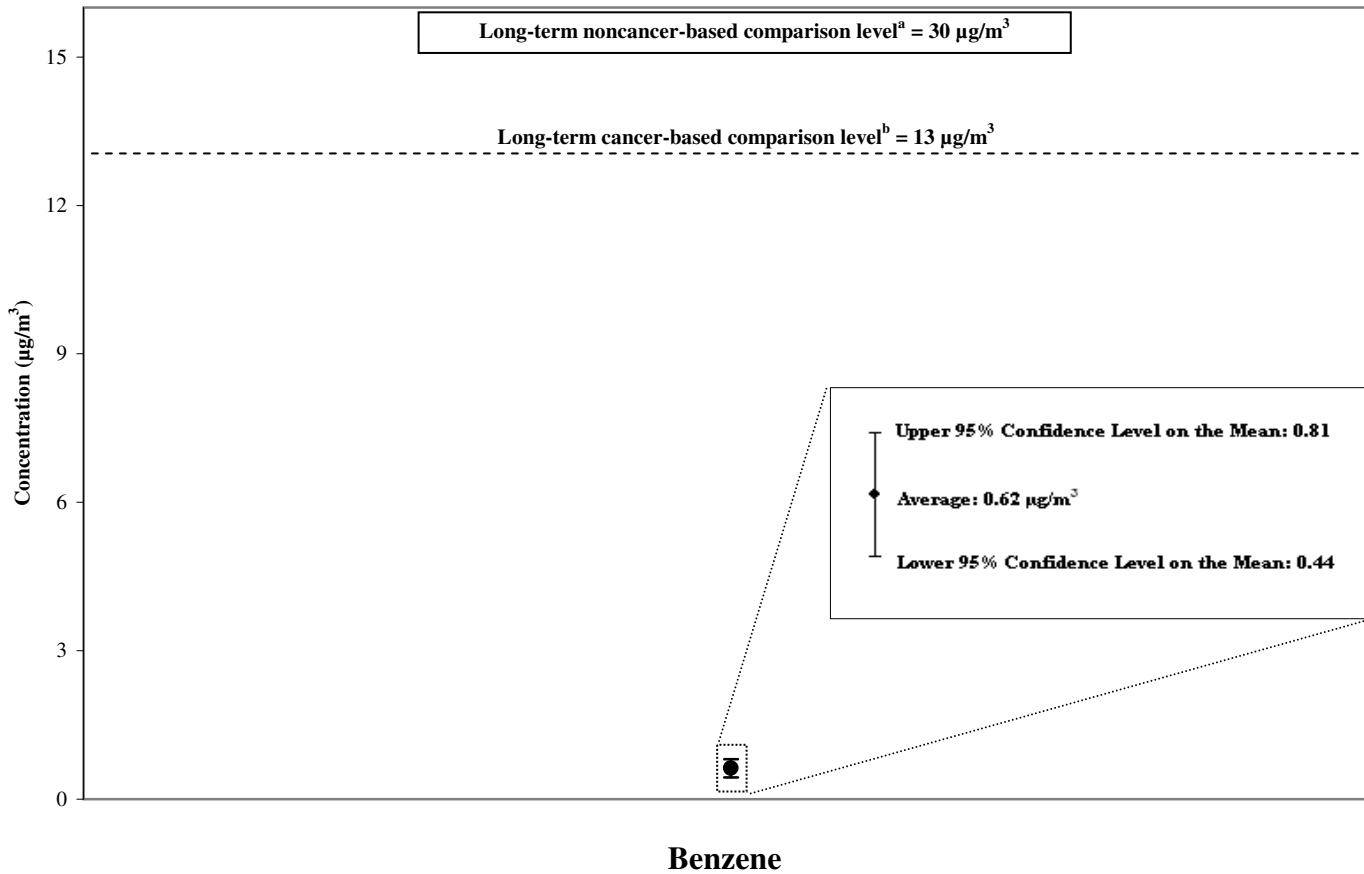 Long-term noncancer-based comparison levelᵃ = 30 µg/m³
15
Long-term cancer-based comparison levelᵇ = 13 µg/m³
12
Concentration (µg/m³)
9
Upper 95% Confidence Level on the Mean: 0.81
6
Average: 0.62 µg/m³
Lower 95% Confidence Level on the Mean: 0.44
3
0
Benzene